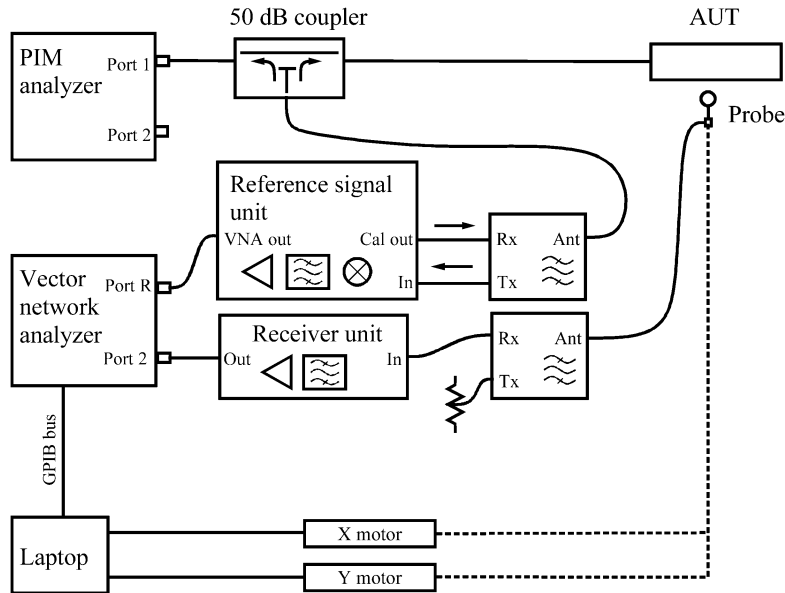 50 dB coupler
AUT
PIM
analyzer
Port 1
Port 2
Probe
Reference signal
unit
VNA out
Cal out
In
Rx
Ant
Tx
Vector
network
analyzer
Port R
Port 2
Receiver unit
Out
In
Rx
Ant
Tx
GPIB bus
Laptop
X motor
Y motor